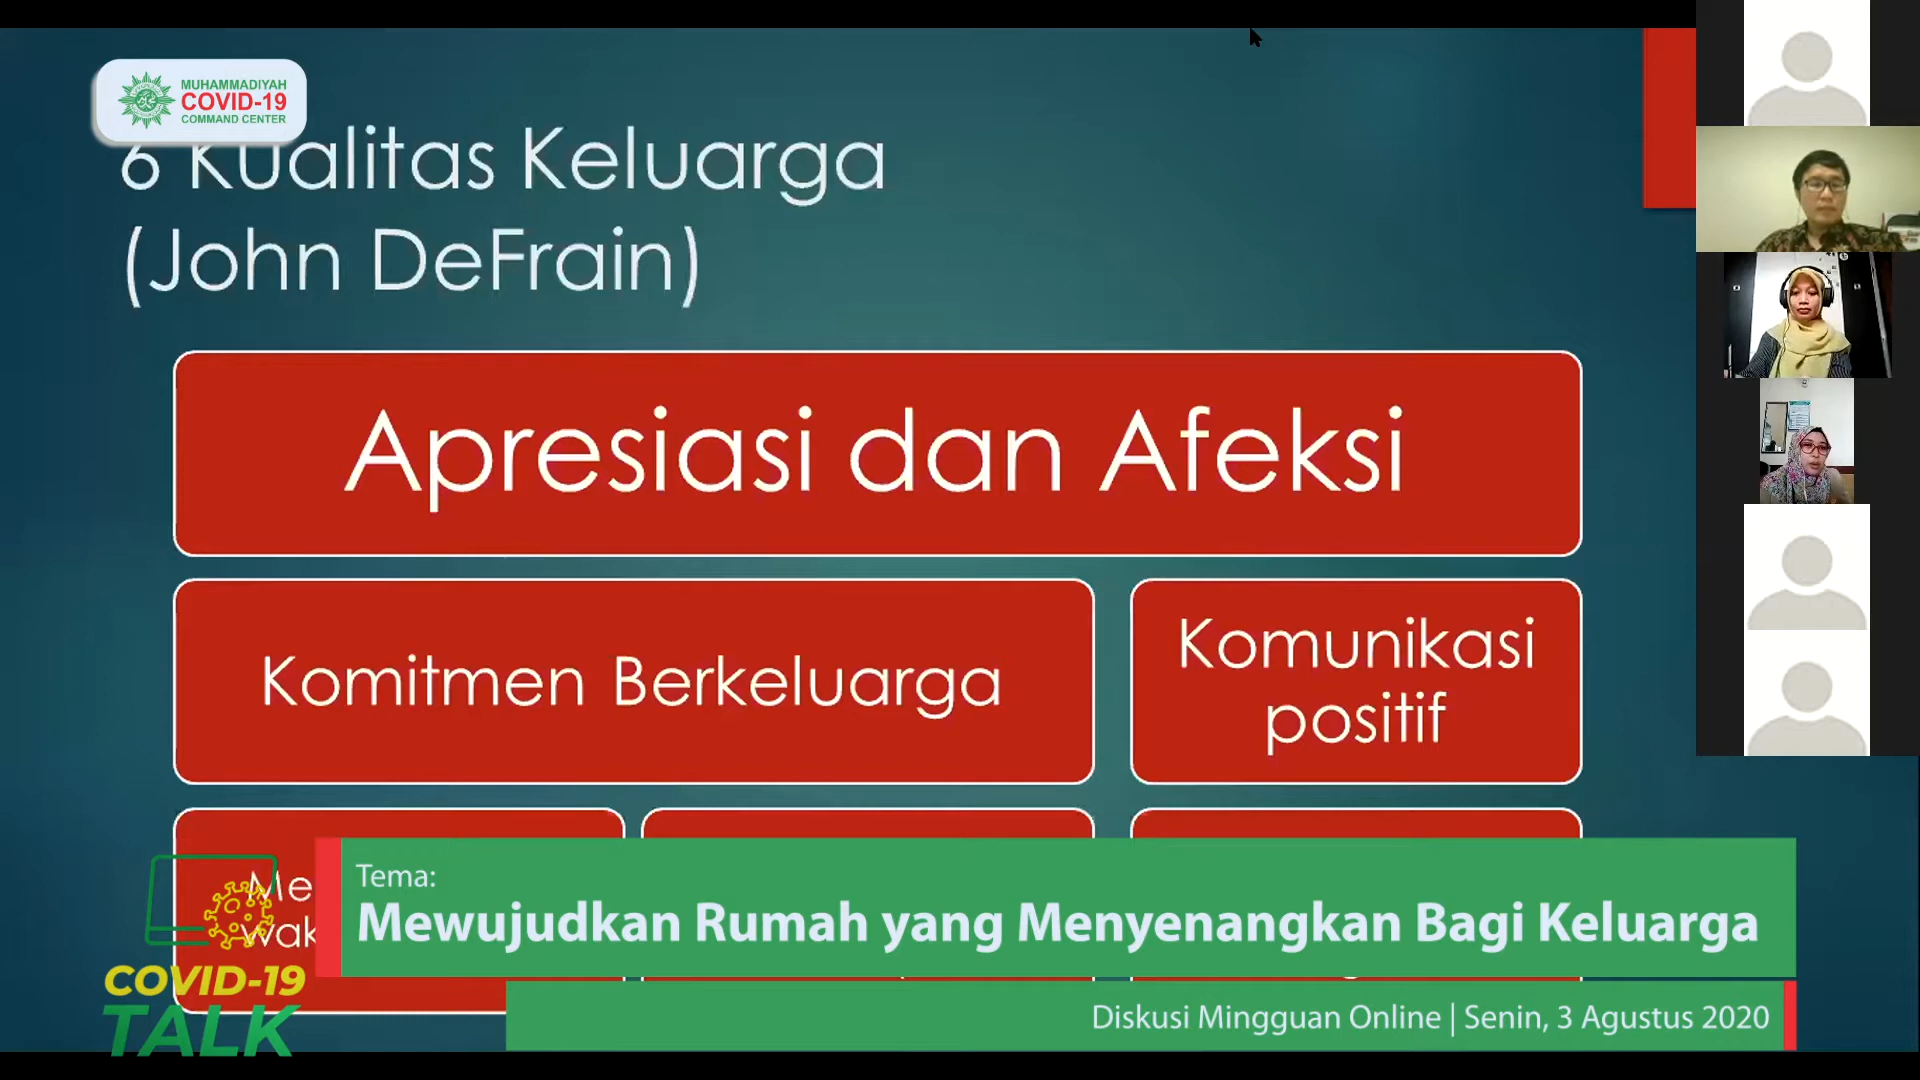 MUHAMMADIYAH
COVID-19
COMMAND CENTER
6 Kualitas Keluarga
(John DeFrain)
Apresiasi dan Afeksi
Komitmen Berkeluarga
Komunikasi
positif
Tema:
Mewujudkan Rumah yang Menyenangkan Bagi Keluarga
COVID-19
TALK
Diskusi Mingguan Online | Senin, 3 Agustus 2020